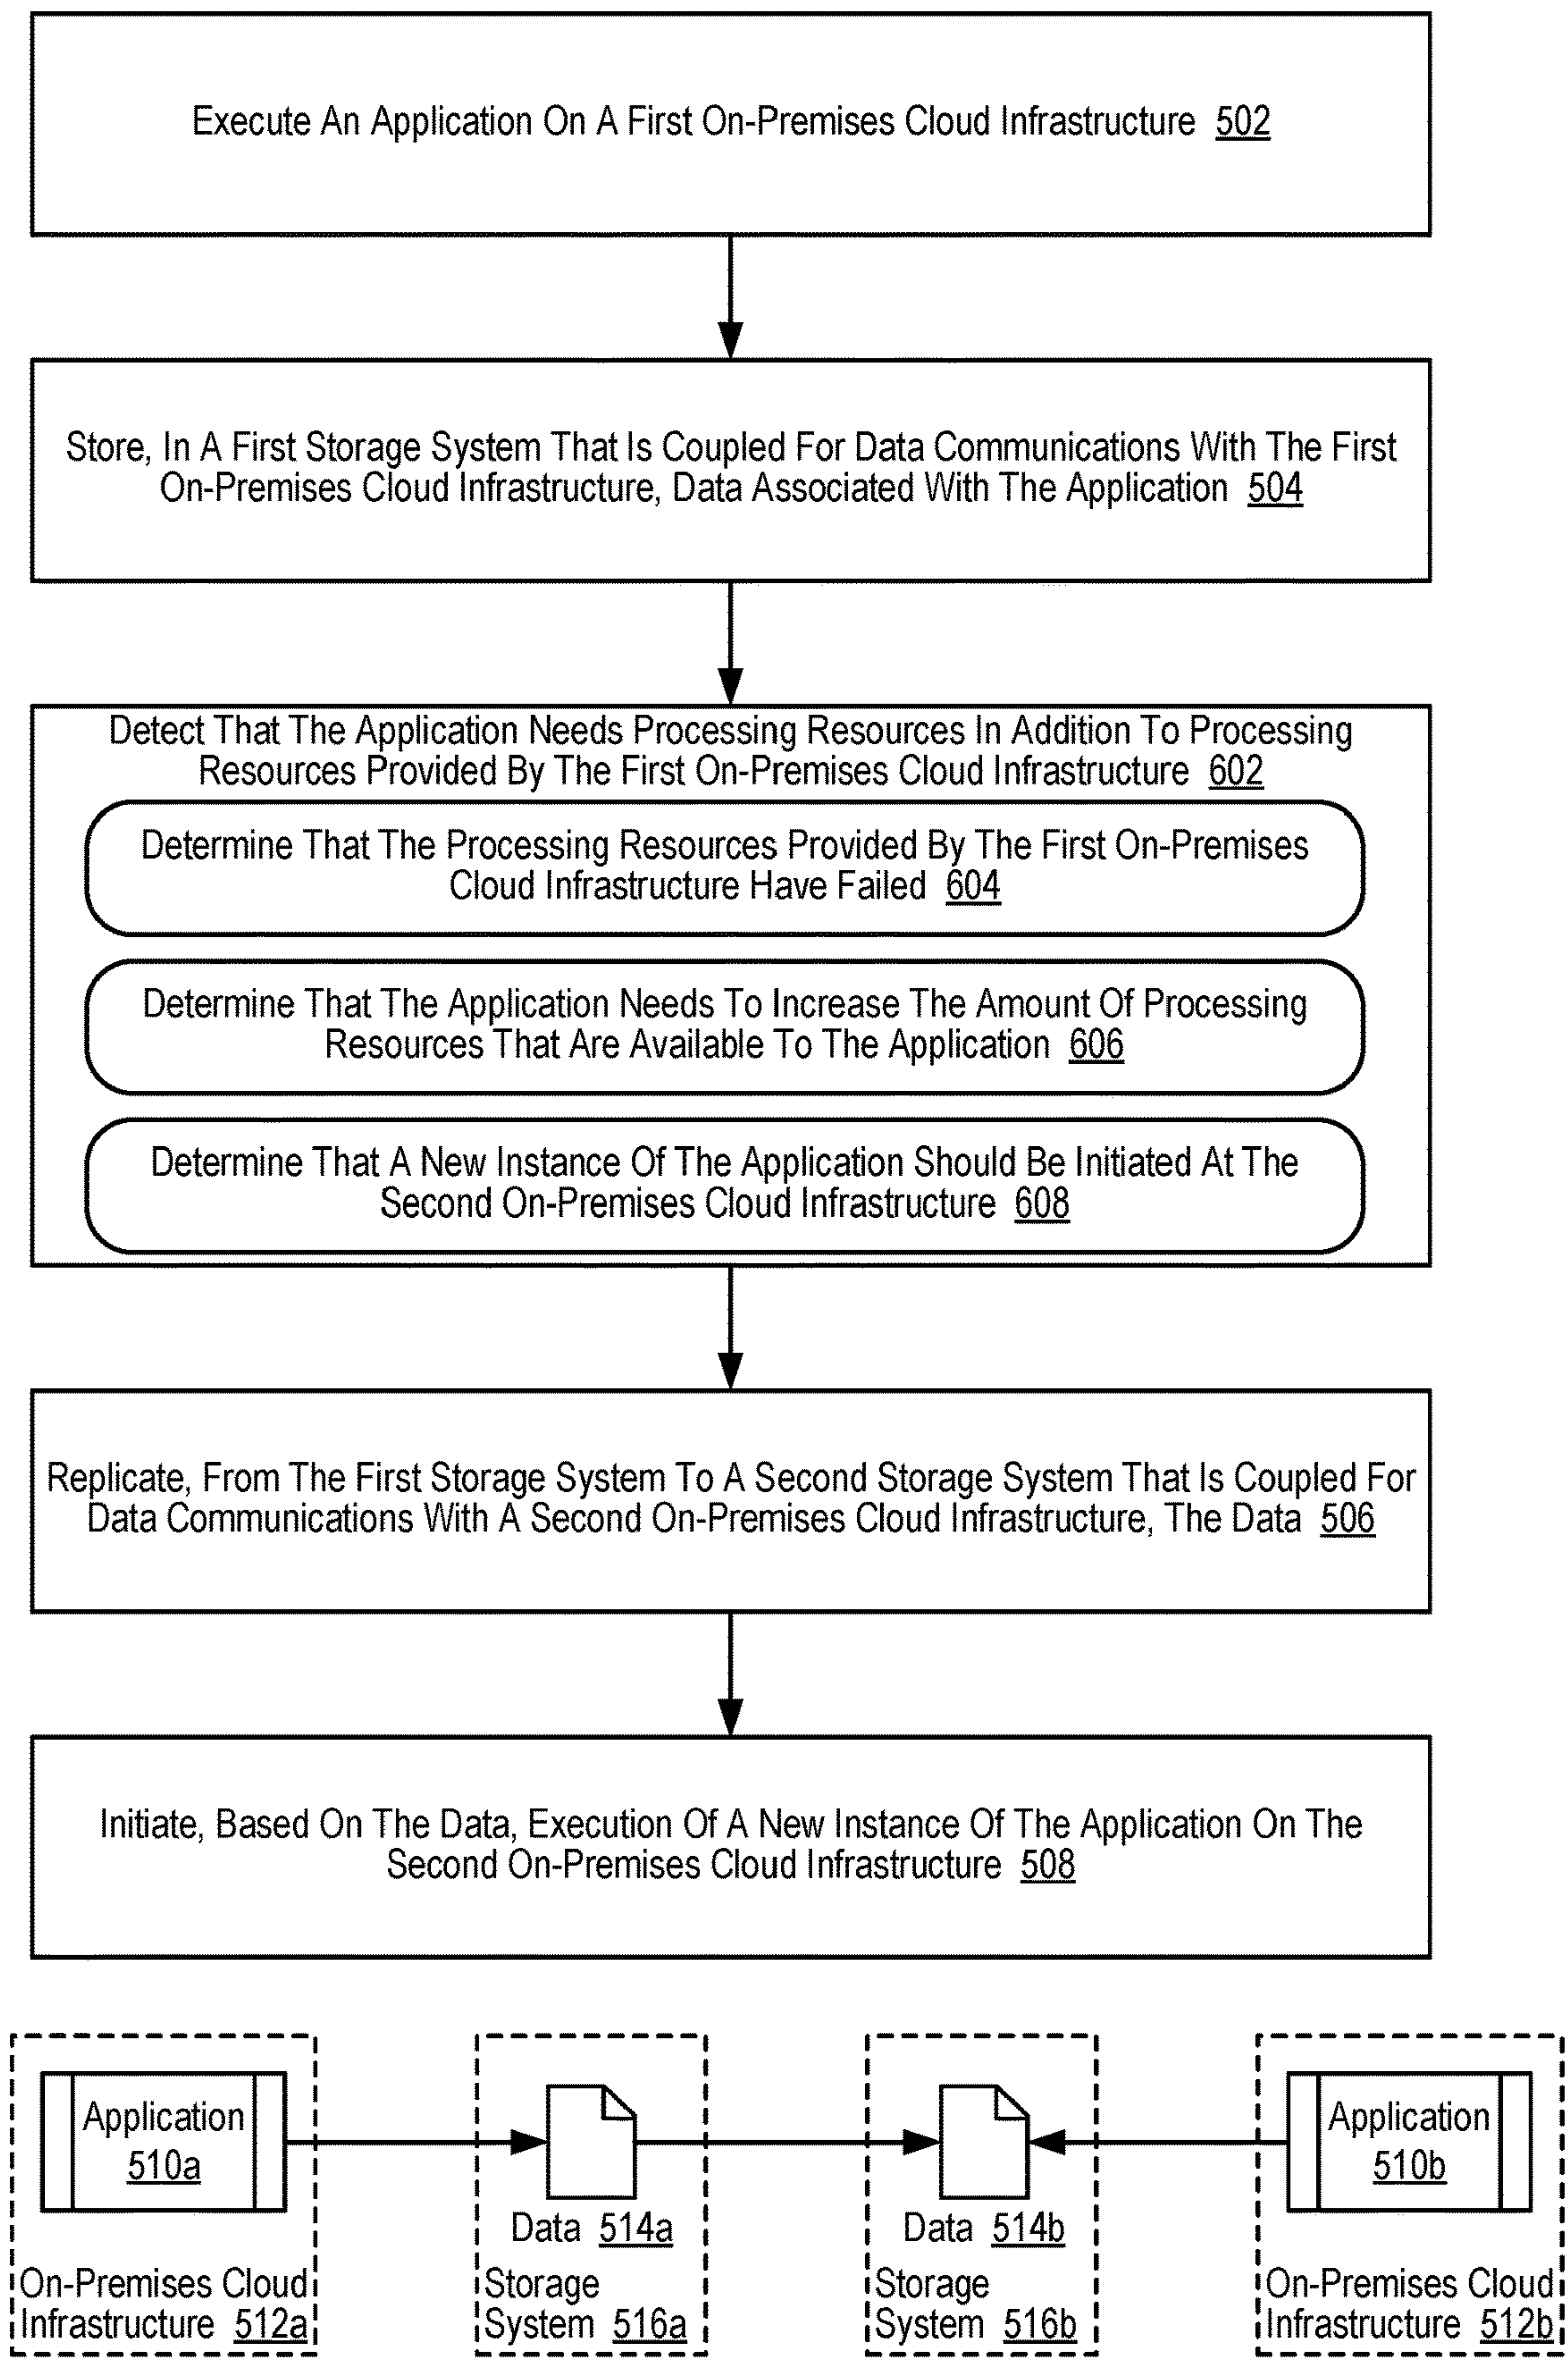 Execute An Application On A First On-Premises Cloud Infrastructure 502
Store, In A First Storage System That Is Coupled For Data Communications With The First
On-Premises Cloud Infrastructure, Data Associated With The Application 504
Detect That The Application Needs Processing Resources In Addition To Processing
Resources Provided By The First On-Premises Cloud Infrastructure 602
Determine That The Processing Resources Provided By The First On-Premises
Cloud Infrastructure Have Failed 604
Determine That The Application Needs To Increase The Amount Of Processing
Resources That Are Available To The Application 606
Determine That A New Instance Of The Application Should Be Initiated At The
Second On-Premises Cloud Infrastructure 608
Replicate, From The First Storage System To A Second Storage System That Is Coupled For
Data Communications With A Second On-Premises Cloud Infrastructure, The Data 506
Initiate, Based On The Data, Execution Of A New Instance Of The Application On The
Second On-Premises Cloud Infrastructure 508
Application
510a
On-Premises Cloud
Infrastructure 512a
Data 514a
Storage
System 516a
Data 514b
Storage
System 516b
Application
510b
On-Premises Cloud
Infrastructure 512b